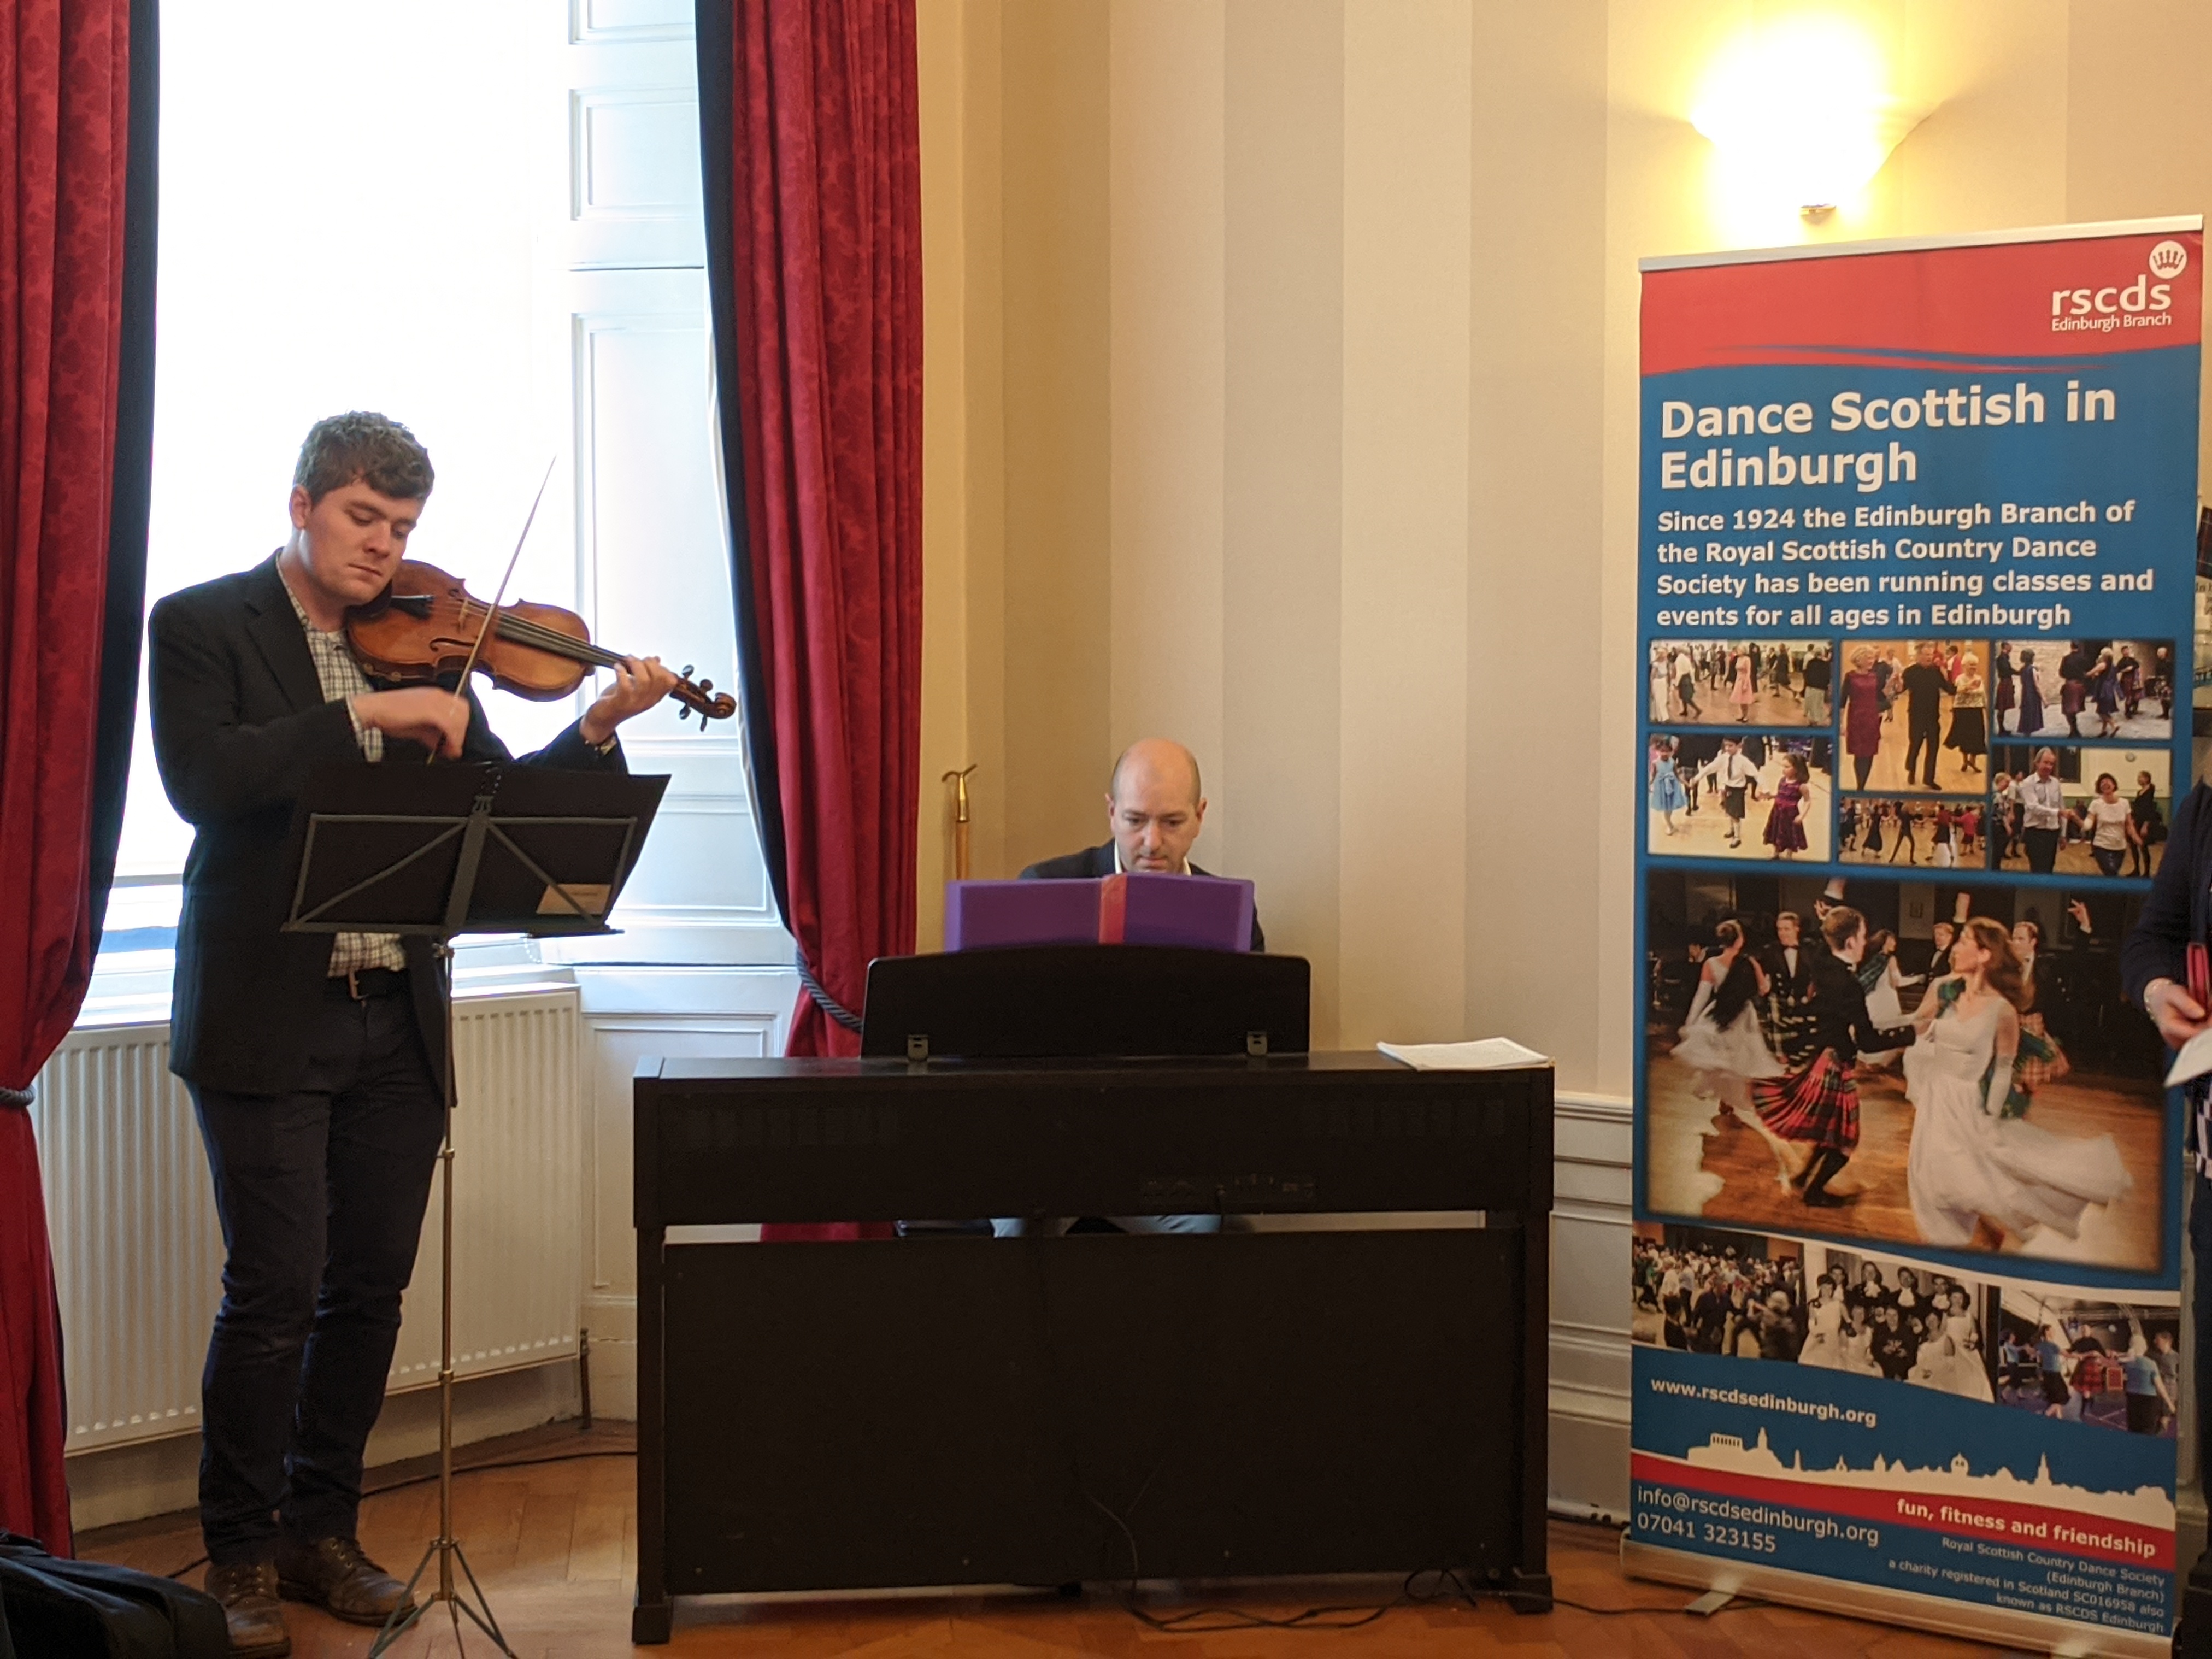 rscds
Edinburgh Branch
Dance Scottish in
Edinburgh
Since 1924 the Edinburgh Branch of
the Royal Scottish Country Dance
Society has been running classes and
events for all ages in Edinburgh
www.rscdsedinburgh.org
fun, fitness and friendship
info@rscdsedinburgh.org
07041 323155
Royal Scottish Country Dance Society
(Edinburgh Branch)
a charity registered in Scotland SC016958 also
known as RSCDS Edinburgh